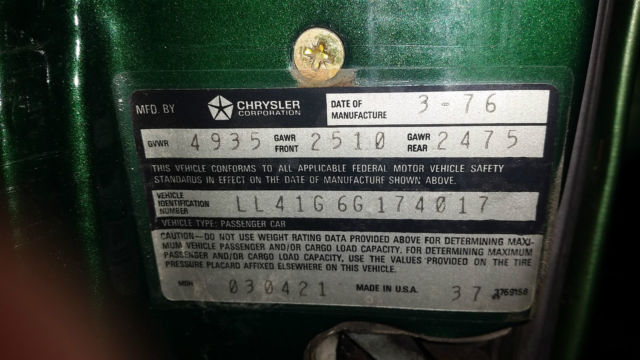 MFD. BY CHRYSLER CORPORATION DATE OF MANUFACTURE 3-76
GVWR 4935 GAWR FRONT 2510 GAWR REAR 2475
THIS VEHICLE CONFORMS TO ALL APPLICABLE FEDERAL MOTOR VEHICLE SAFETY
STANDARDS IN EFFECT ON THE DATE OF MANUFACTURE SHOWN ABOVE.
VEHICLE IDENTIFICATION NUMBER LL41G6G174017
VEHICLE TYPE: PASSENGER CAR
CAUTION—DO NOT USE WEIGHT RATING DATA PROVIDED ABOVE FOR DETERMINING MAXI-
MUM VEHICLE PASSENGER AND/OR CARGO LOAD CAPACITY. FOR DETERMINING MAXIMUM
PASSENGER AND/OR CARGO LOAD CAPACITY, USE THE VALUES PROVIDED ON THE TIRE
PRESSURE PLACARD AFFIXED ELSEWHERE ON THIS VEHICLE.
MDH 030421 MADE IN U.S.A. 37